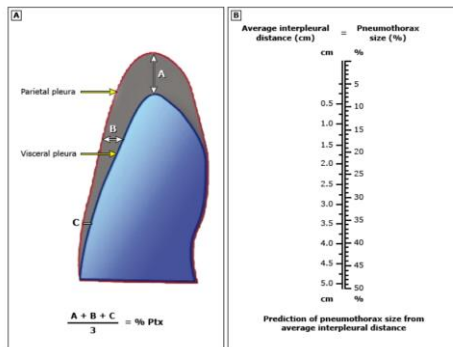 A
A
Parietal pleura
B
Visceral pleura
C
A + B + C
3
= % Ptx
B
Average interpleural distance (cm) = Pneumothorax size (%)
cm %
5
0.5 10
1.0
1.5 15
2.0 20
2.5 25
3.0 30
3.5 35
4.0 40
4.5 45
5.0 50
cm %
Prediction of pneumothorax size from
average interpleural distance